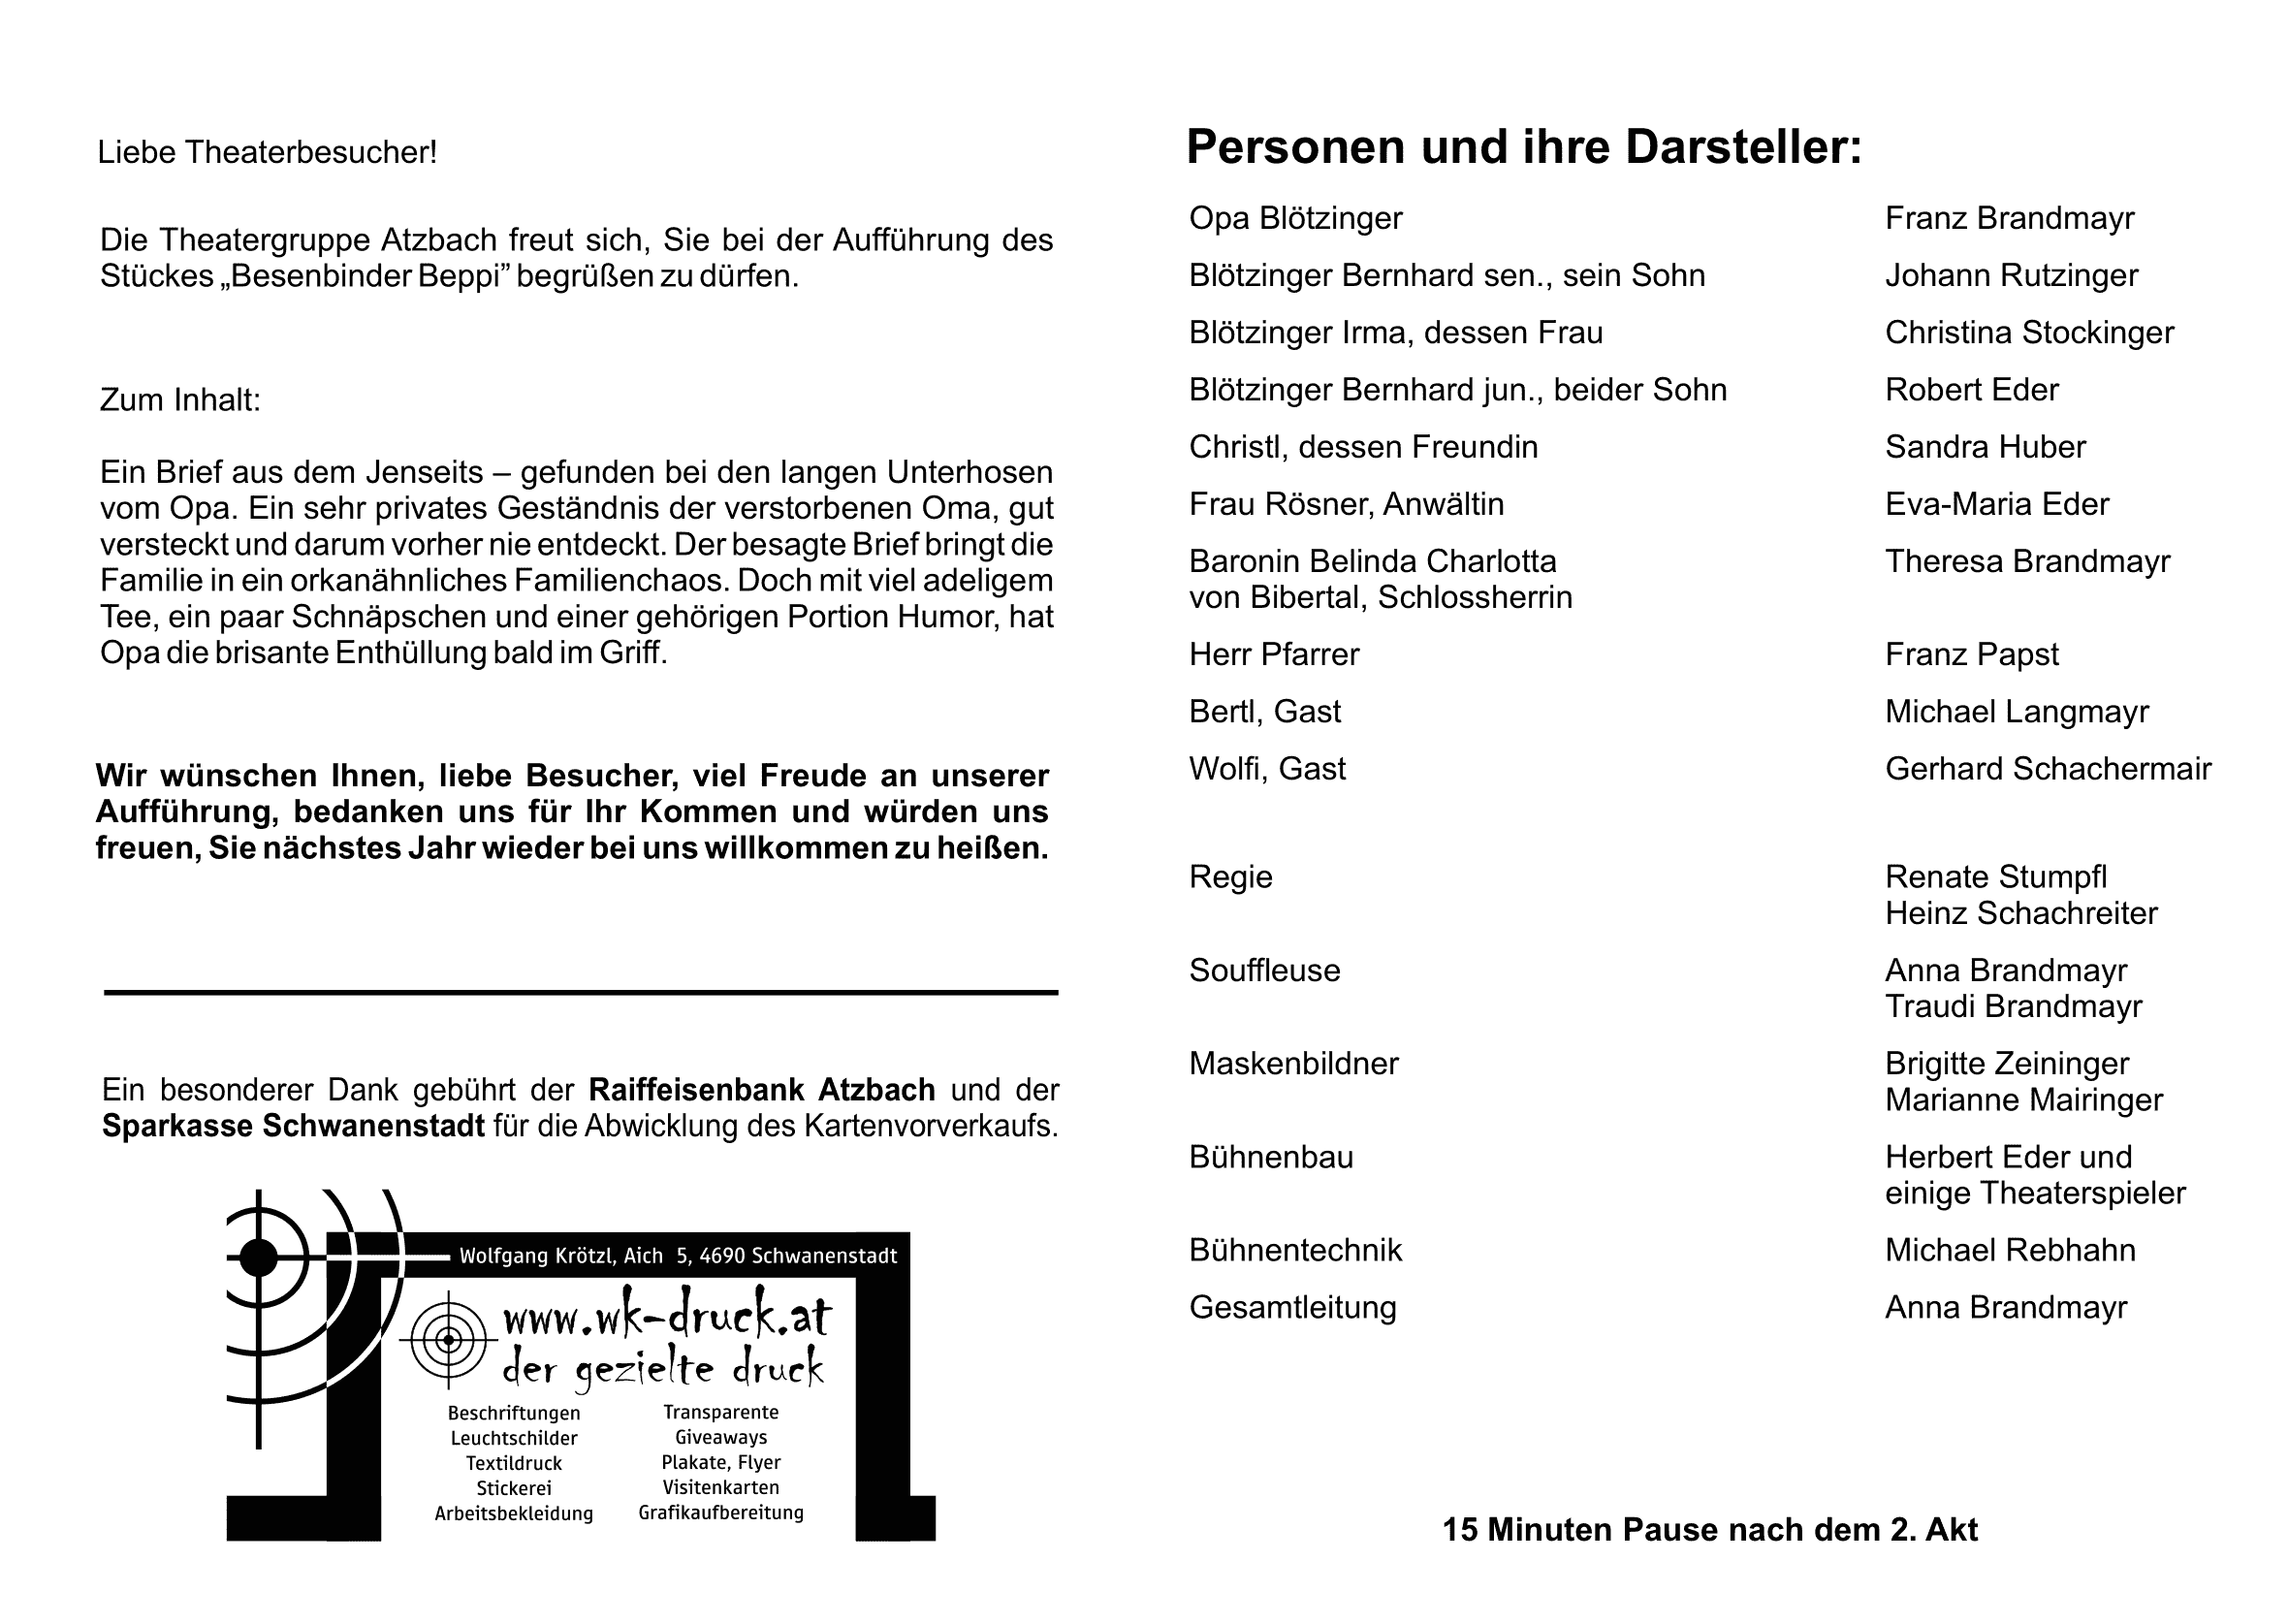 Liebe Theaterbesucher!
Die Theatergruppe Atzbach freut sich, Sie bei der Aufführung des
Stückes „Besenbinder Beppi” begrüßen zu dürfen.
Zum Inhalt:
Ein Brief aus dem Jenseits – gefunden bei den langen Unterhosen
vom Opa. Ein sehr privates Geständnis der verstorbenen Oma, gut
versteckt und darum vorher nie entdeckt. Der besagte Brief bringt die
Familie in ein orkanähnliches Familienchaos. Doch mit viel adeligem
Tee, ein paar Schnäpschen und einer gehörigen Portion Humor, hat
Opa die brisante Enthüllung bald im Griff.
Wir wünschen Ihnen, liebe Besucher, viel Freude an unserer
Aufführung, bedanken uns für Ihr Kommen und würden uns
freuen, Sie nächstes Jahr wieder bei uns willkommen zu heißen.
Ein besonderer Dank gebührt der Raiffeisenbank Atzbach und der
Sparkasse Schwanenstadt für die Abwicklung des Kartenvorverkaufs.
Wolfgang Krötzl, Aich 5, 4690 Schwanenstadt
www.wk-druck.at
der gezielte druck
Beschriftungen
Leuchtschilder
Textildruck
Stickerei
Arbeitsbekleidung
Transparente
Giveaways
Plakate, Flyer
Visitenkarten
Grafikaufbereitung
Personen und ihre Darsteller:
Opa Blötzinger Franz Brandmayr
Blötzinger Bernhard sen., sein Sohn Johann Rutzinger
Blötzinger Irma, dessen Frau Christina Stockinger
Blötzinger Bernhard jun., beider Sohn Robert Eder
Christl, dessen Freundin Sandra Huber
Frau Rösner, Anwältin Eva-Maria Eder
Baronin Belinda Charlotta Theresa Brandmayr
von Bibertal, Schlossherrin
Herr Pfarrer Franz Papst
Bertl, Gast Michael Langmayr
Wolfi, Gast Gerhard Schachermair
Regie Renate Stumpfl
Heinz Schachreiter
Souffleuse Anna Brandmayr
Traudi Brandmayr
Maskenbildner Brigitte Zeininger
Marianne Mairinger
Bühnenbau Herbert Eder und
einige Theaterspieler
Bühnentechnik Michael Rebhahn
Gesamtleitung Anna Brandmayr
15 Minuten Pause nach dem 2. Akt